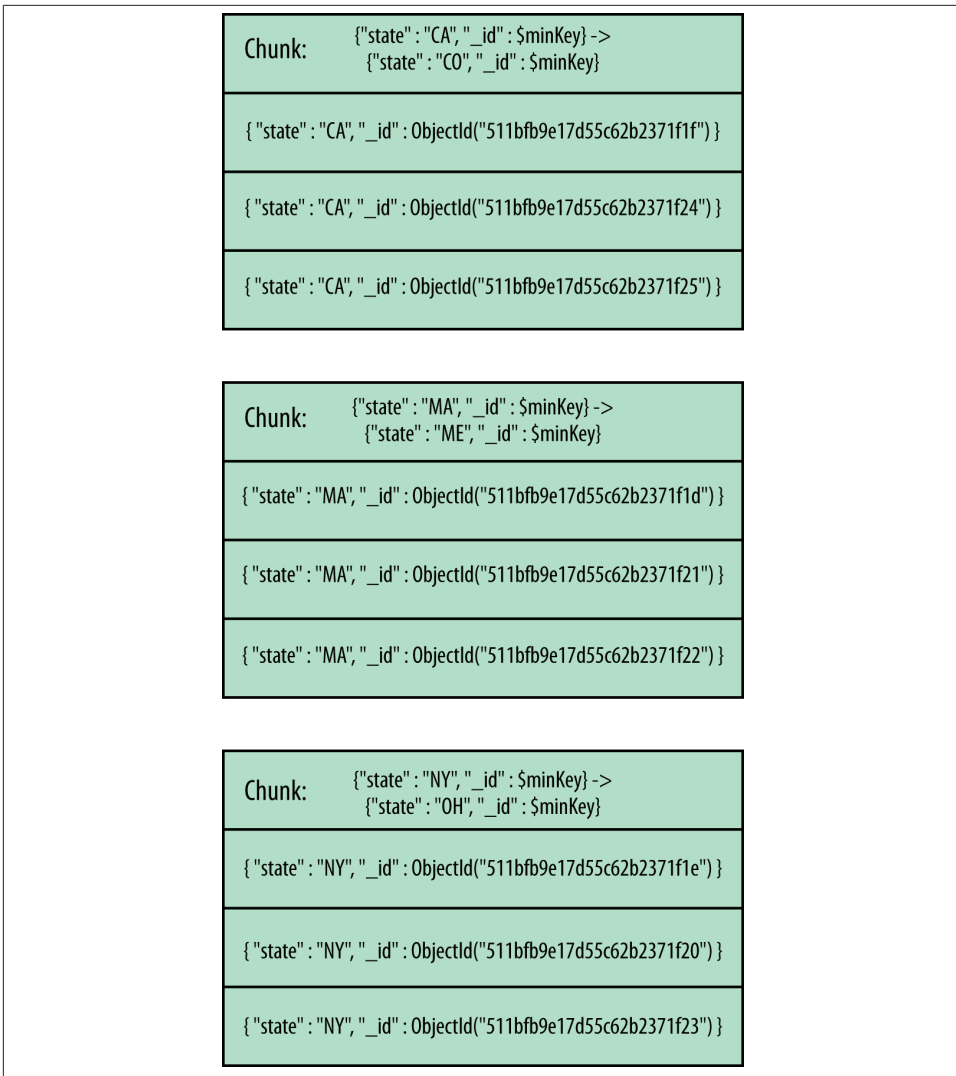 Chunk: {"state" : "CA", "_id" : $minKey} ->
{"state" : "CO", "_id" : $minKey}
{ "state" : "CA", "_id" : ObjectId("511bfb9e17d55c62b2371f1f") }
{ "state" : "CA", "_id" : ObjectId("511bfb9e17d55c62b2371f24") }
{ "state" : "CA", "_id" : ObjectId("511bfb9e17d55c62b2371f25") }
Chunk: {"state" : "MA", "_id" : $minKey} ->
{"state" : "ME", "_id" : $minKey}
{ "state" : "MA", "_id" : ObjectId("511bfb9e17d55c62b2371f1d") }
{ "state" : "MA", "_id" : ObjectId("511bfb9e17d55c62b2371f21") }
{ "state" : "MA", "_id" : ObjectId("511bfb9e17d55c62b2371f22") }
Chunk: {"state" : "NY", "_id" : $minKey} ->
{"state" : "OH", "_id" : $minKey}
{ "state" : "NY", "_id" : ObjectId("511bfb9e17d55c62b2371f1e") }
{ "state" : "NY", "_id" : ObjectId("511bfb9e17d55c62b2371f20") }
{ "state" : "NY", "_id" : ObjectId("511bfb9e17d55c62b2371f23") }